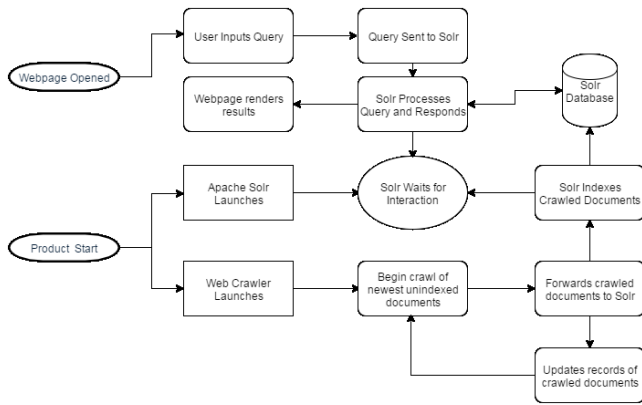 User Inputs Query
Query Sent to Solr
Webpage Opened
Solr
Database
Webpage renders
results
Solr Processes
Query and Responds
Apache Solr
Launches
Solr Waits for
Interaction
Solr Indexes
Crawled Documents
Product Start
Web Crawler
Launches
Begin crawl of
newest unindexed
documents
Forwards crawled
documents to Solr
Updates records of
crawled documents